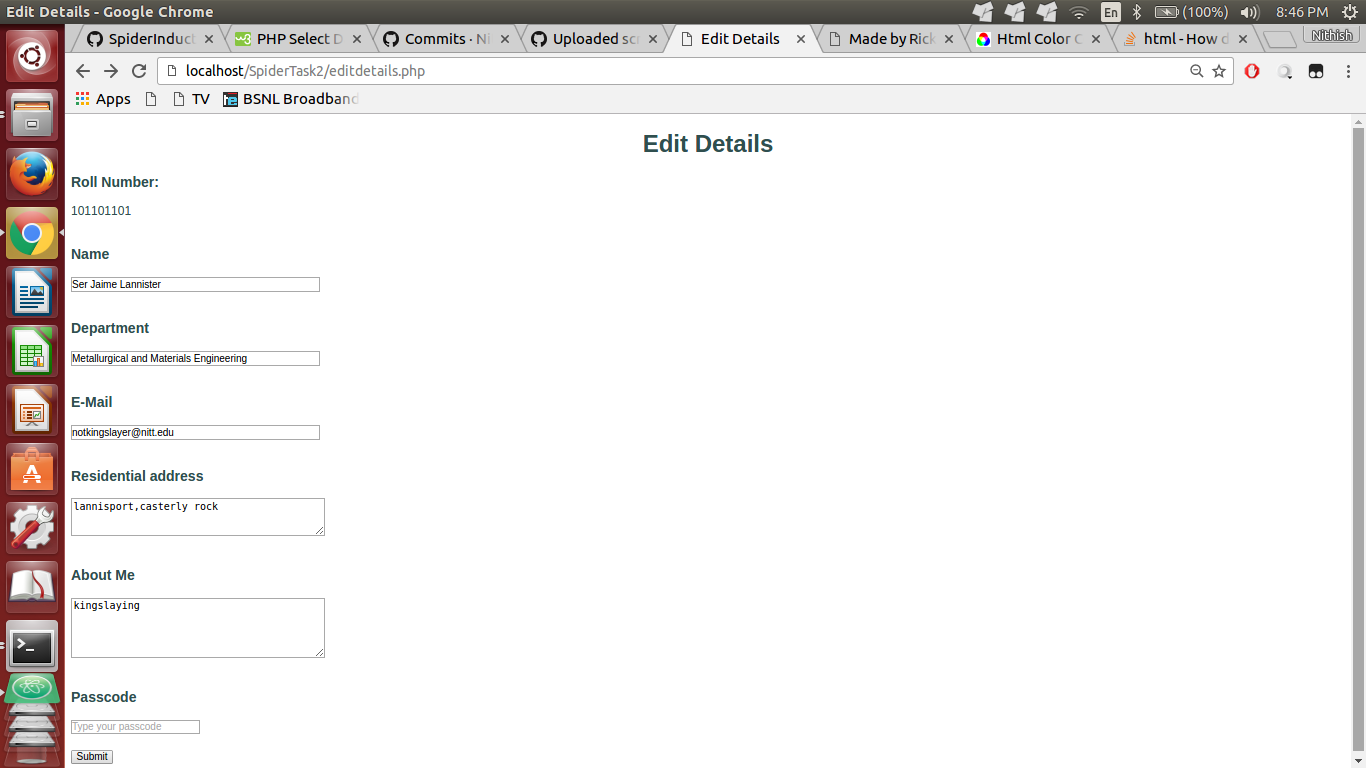 Edit Details - Google Chrome
En
(100%)
8:46 PM
SpiderInduct
PHP Select D
Commits · Ni
Uploaded scr
Edit Details
Made by Rick
Html Color C
html - How d
Nithish
localhost/SpiderTask2/editdetails.php
Apps
TV
BSNL Broadband
Edit Details
Roll Number:
101101101
Name
Ser Jaime Lannister
Department
Metallurgical and Materials Engineering
E-Mail
notkingslayer@nitt.edu
Residential address
lannisport,casterly rock
About Me
kingslaying
Passcode
Type your passcode
Submit